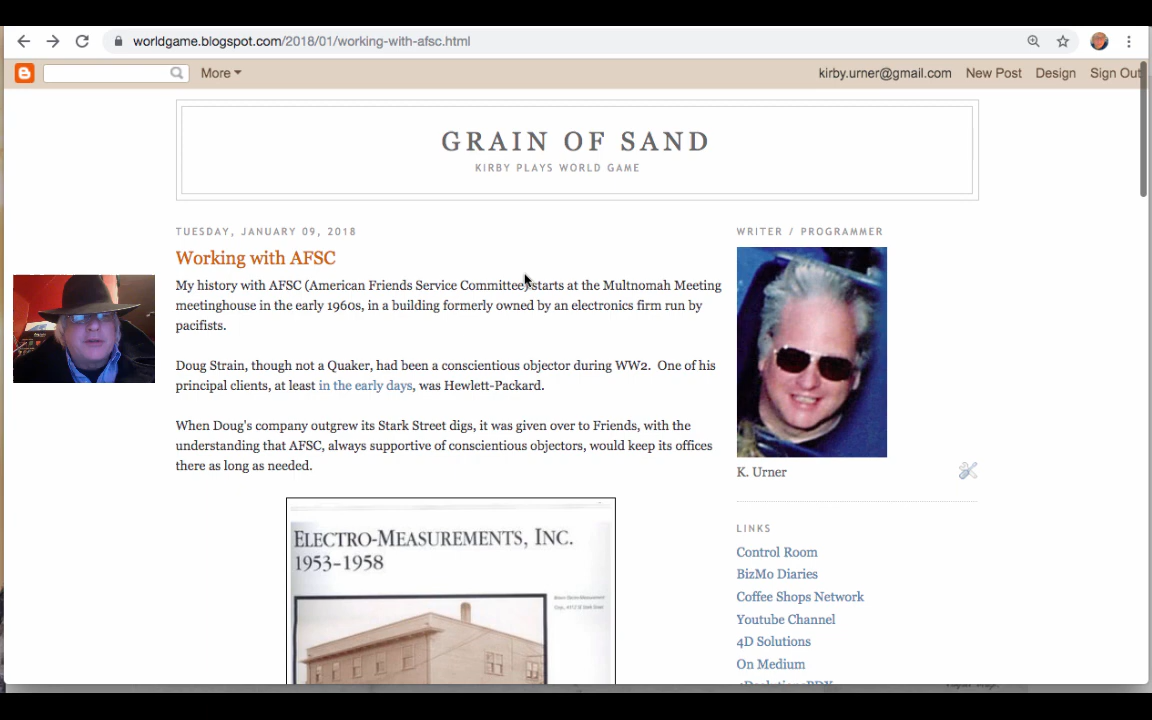 worldgame.blogspot.com/2018/01/working-with-afsc.html
More
kirby.urner@gmail.com
New Post
Design
Sign Out
GRAIN OF SAND
KIRBY PLAYS WORLD GAME
TUESDAY, JANUARY 09, 2018
Working with AFSC
My history with AFSC (American Friends Service Committee) starts at the Multnomah Meeting
meetinghouse in the early 1960s, in a building formerly owned by an electronics firm run by
pacifists.
Doug Strain, though not a Quaker, had been a conscientious objector during WW2. One of his
principal clients, at least in the early days, was Hewlett-Packard.
When Doug's company outgrew its Stark Street digs, it was given over to Friends, with the
understanding that AFSC, always supportive of conscientious objectors, would keep its offices
there as long as needed.
ELECTRO-MEASUREMENTS, INC.
1953-1958
WRITER / PROGRAMMER
K. Urner
LINKS
Control Room
BizMo Diaries
Coffee Shops Network
Youtube Channel
4D Solutions
On Medium